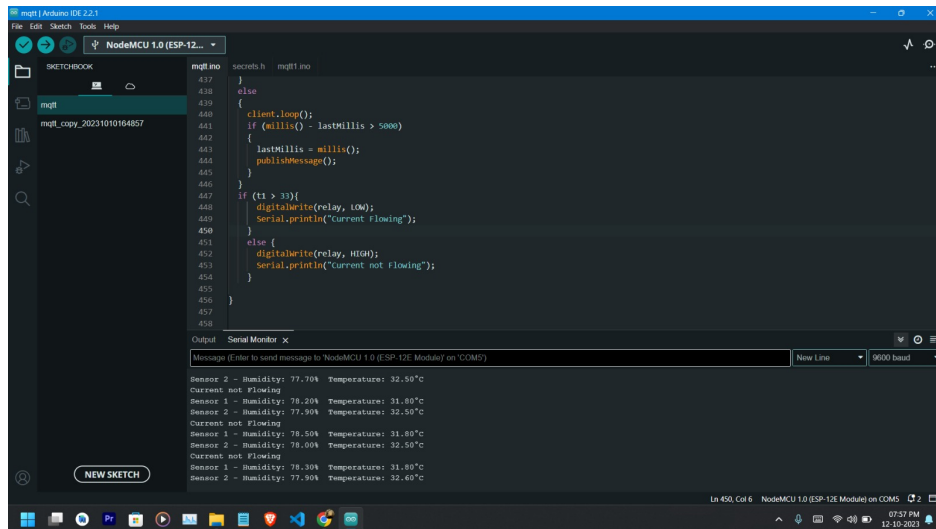 mqtt | Arduino IDE 2.2.1
File Edit Sketch Tools Help
NodeMCU 1.0 (ESP-12...
SKETCHBOOK
mqtt
mqtt_copy_20231010164857
NEW SKETCH
mqtt.ino secrets.h mqtt1.ino
437 }
438 else
439 {
440 client.loop();
441 if (millis() - lastMillis > 5000)
442 {
443 lastMillis = millis();
444 publishMessage();
445 }
446 }
447 if (t1 > 33){
448 digitalWrite(relay, LOW);
449 Serial.println("Current Flowing");
450 }
451 else {
452 digitalWrite(relay, HIGH);
453 Serial.println("Current not Flowing");
454 }
455
456 }
457
458
Output Serial Monitor x
Message (Enter to send message to 'NodeMCU 1.0 (ESP-12E Module)' on 'COM5')
New Line 9600 baud
Sensor 2 - Humidity: 77.70% Temperature: 32.50°C
Current not Flowing
Sensor 1 - Humidity: 78.20% Temperature: 31.80°C
Sensor 2 - Humidity: 77.90% Temperature: 32.50°C
Current not Flowing
Sensor 1 - Humidity: 78.50% Temperature: 31.80°C
Sensor 2 - Humidity: 78.00% Temperature: 32.50°C
Current not Flowing
Sensor 1 - Humidity: 78.30% Temperature: 31.80°C
Sensor 2 - Humidity: 77.90% Temperature: 32.60°C
Ln 450, Col 6 NodeMCU 1.0 (ESP-12E Module) on COM5 2
Pr
07:57 PM
12-10-2023